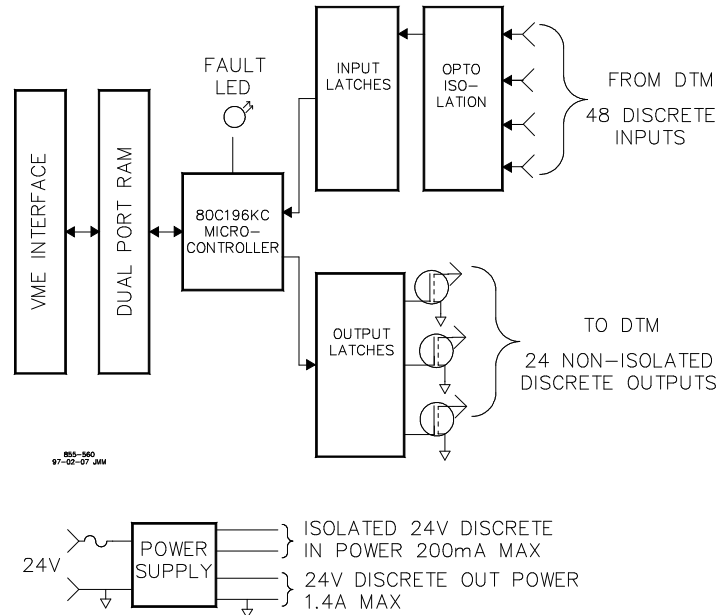 FAULT
LED
INPUT
LATCHES
OPTO
ISO-
LATION
FROM DTM
48 DISCRETE
INPUTS
VME INTERFACE
DUAL PORT RAM
80C196KC
MICRO-
CONTROLLER
OUTPUT
LATCHES
TO DTM
24 NON-ISOLATED
DISCRETE OUTPUTS
855-560
97-02-07 JMM
24V
POWER
SUPPLY
ISOLATED 24V DISCRETE
IN POWER 200mA MAX
24V DISCRETE OUT POWER
1.4A MAX